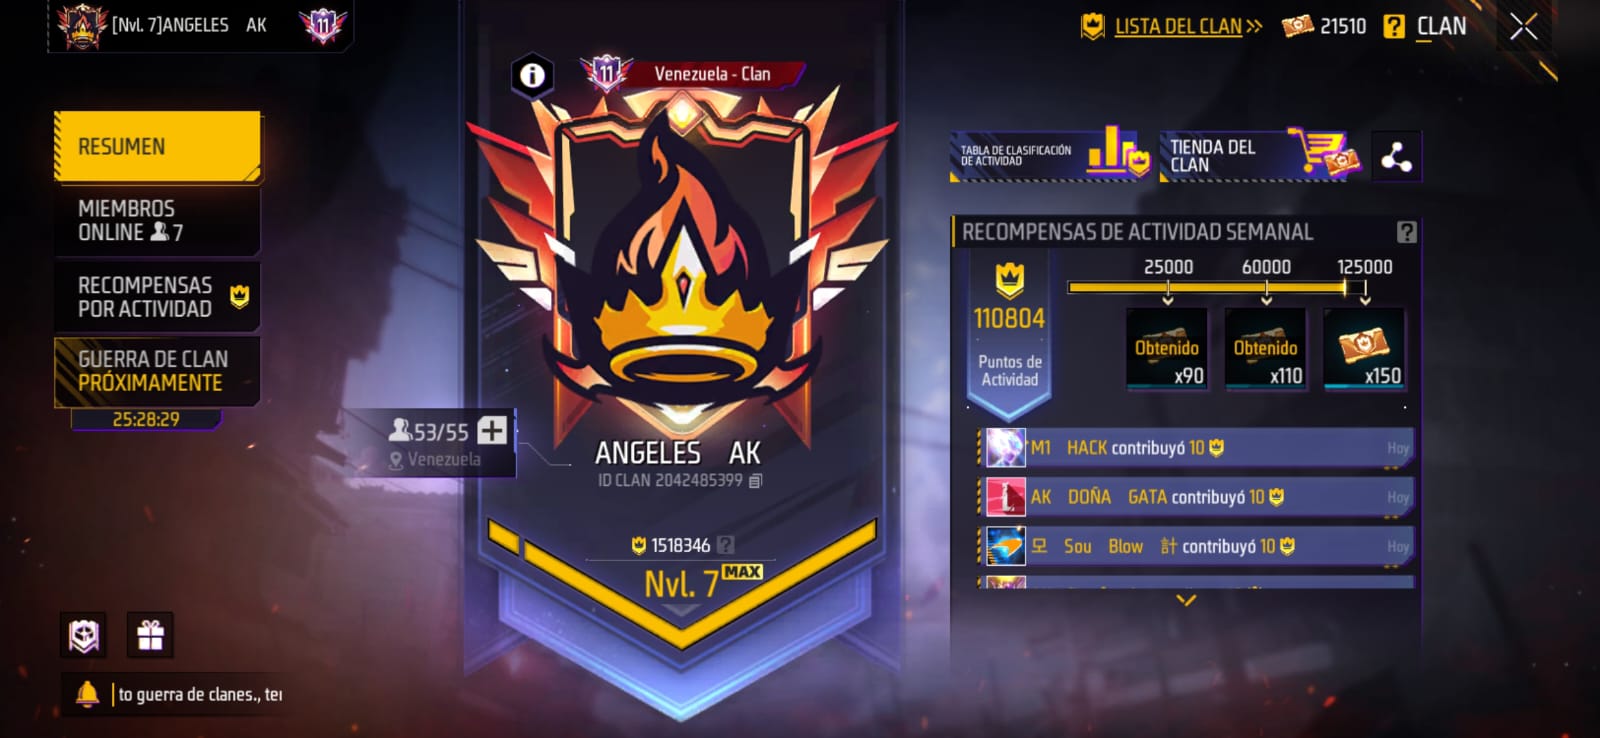 [Nvl. 7]ANGELES AK
11
LISTA DEL CLAN >>
21510
? CLAN
RESUMEN
MIEMBROS
ONLINE 7
RECOMPENSAS
POR ACTIVIDAD
GUERRA DE CLAN
PRÓXIMAMENTE
25:28:29
to guerra de clanes., ter
i
11
Venezuela - Clan
53/55 +
Venezuela
ANGELES AK
ID CLAN 2042485399
1518346 ?
Nvl. 7 MAX
TABLA DE CLASIFICACIÓN
DE ACTIVIDAD
TIENDA DEL
CLAN
RECOMPENSAS DE ACTIVIDAD SEMANAL ?
25000 60000 125000
110804
Puntos de
Actividad
Obtenido
x90
Obtenido
x110
x150
M1 HACK contribuyó 10 Hoy
AK DOÑA GATA contribuyó 10 Hoy
모 Sou Blow 計 contribuyó 10 Hoy